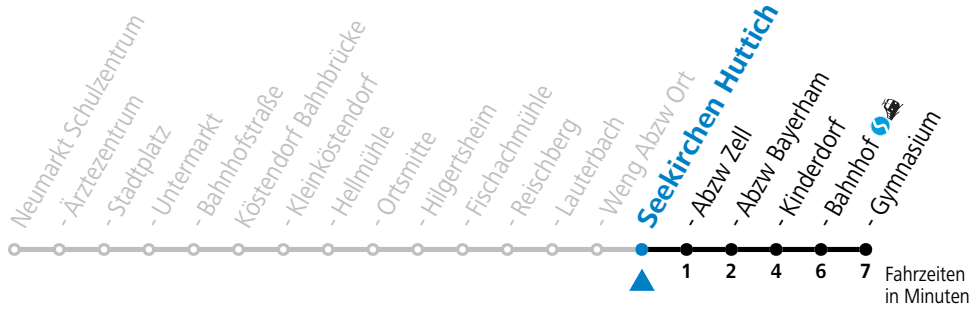 Neumarkt Schulzentrum
- Ärztezentrum
- Stadtplatz
- Untermarkt
- Bahnhofstraße
Köstendorf Bahnbrücke
- Kleinköstendorf
- Hellmühle
- Ortsmitte
- Hilgertsheim
- Fischachmühle
- Reischberg
- Lauterbach
- Weng Abzw Ort
Seekirchen Huttich
- Abzw Zell
- Abzw Bayerham
- Kinderdorf
- Bahnhof
- Gymnasium
1 2 4 6 7
Fahrzeiten
in Minuten